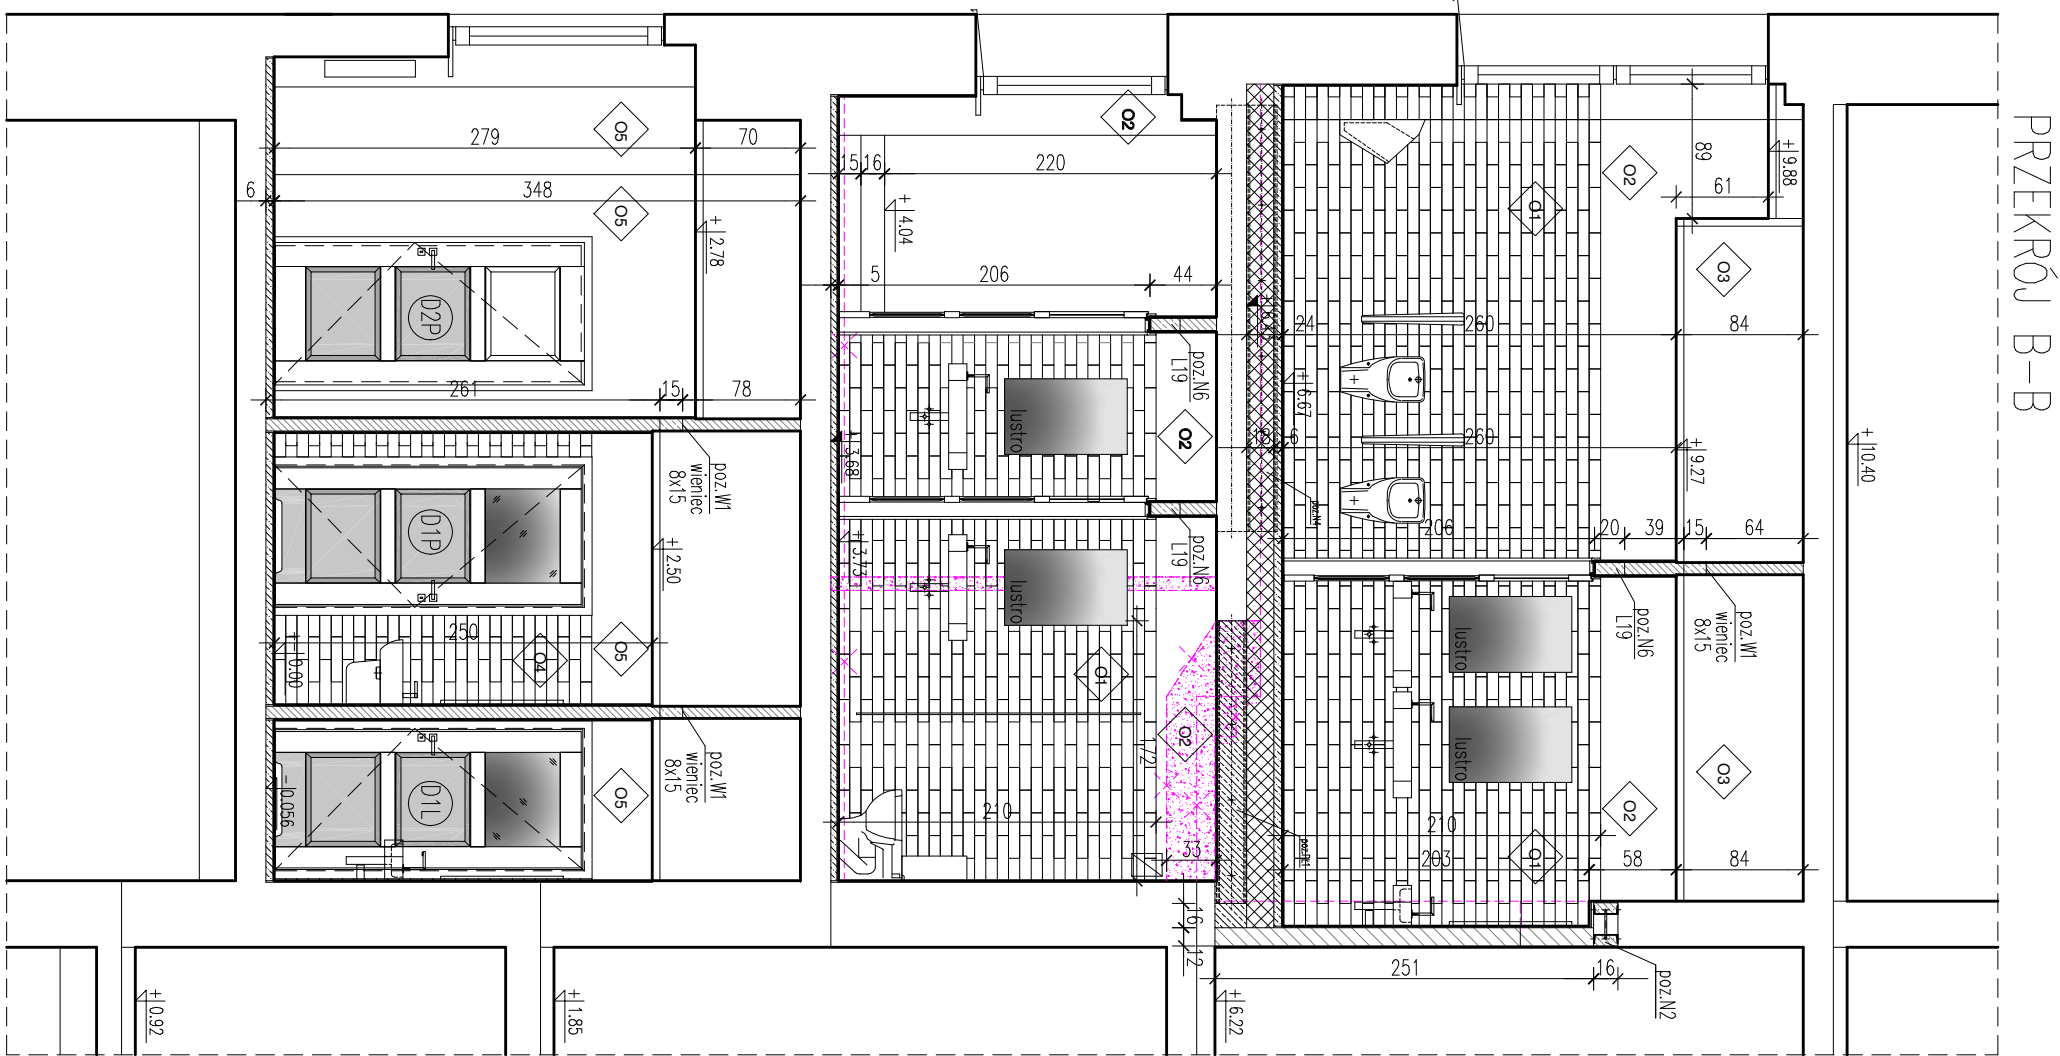 PRZEKRÓJ B-B
279
70
6
348
+2.78
261
15
78
O5
O5
D2P
poz.W1
wieniec
8x15
+2.50
D1P
250
+-0.00
O4
O5
poz.W1
wieniec
8x15
D1L
-0.056
O5
O2
15
16
220
+4.04
5
206
44
poz.N6
L19
O2
lustro
+3.68
poz.N6
L19
+3.73
lustro
O1
O2
172
210
33
16
12
89
+9.88
61
O2
O1
O3
24
260
84
+6.67
18
6
260
+9.27
+10.40
poz.N4
206
20
39
15
64
poz.N6
L19
poz.W1
wieniec
8x15
lustro
lustro
O3
O2
210
O1
203
58
84
251
16
poz.N2
+0.92
+1.85
+6.22